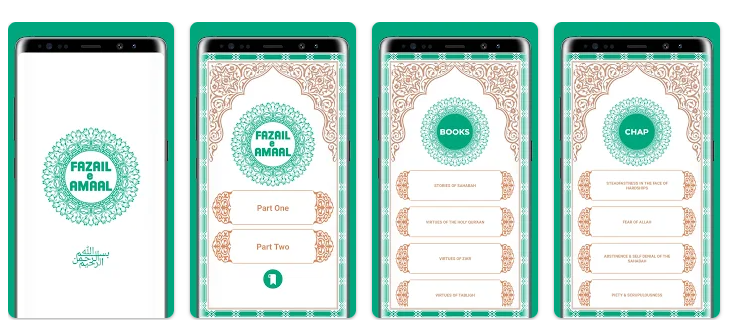 FAZAIL
e
AMAAL
بسم الله
الرحمن
الرحيم
FAZAIL
e
AMAAL
Part One
Part Two
BOOKS
STORIES OF SAHABAH
VIRTUES OF THE HOLY QURAAN
VIRTUES OF ZIKR
VIRTUES OF TABLIGH
CHAP
STEADFASTNESS IN THE FACE OF
HARDSHIPS
FEAR OF ALLAH
ABSTINENCE & SELF DENIAL OF THE
SAHABAH
PIETY & SCRUPULOUSNESS